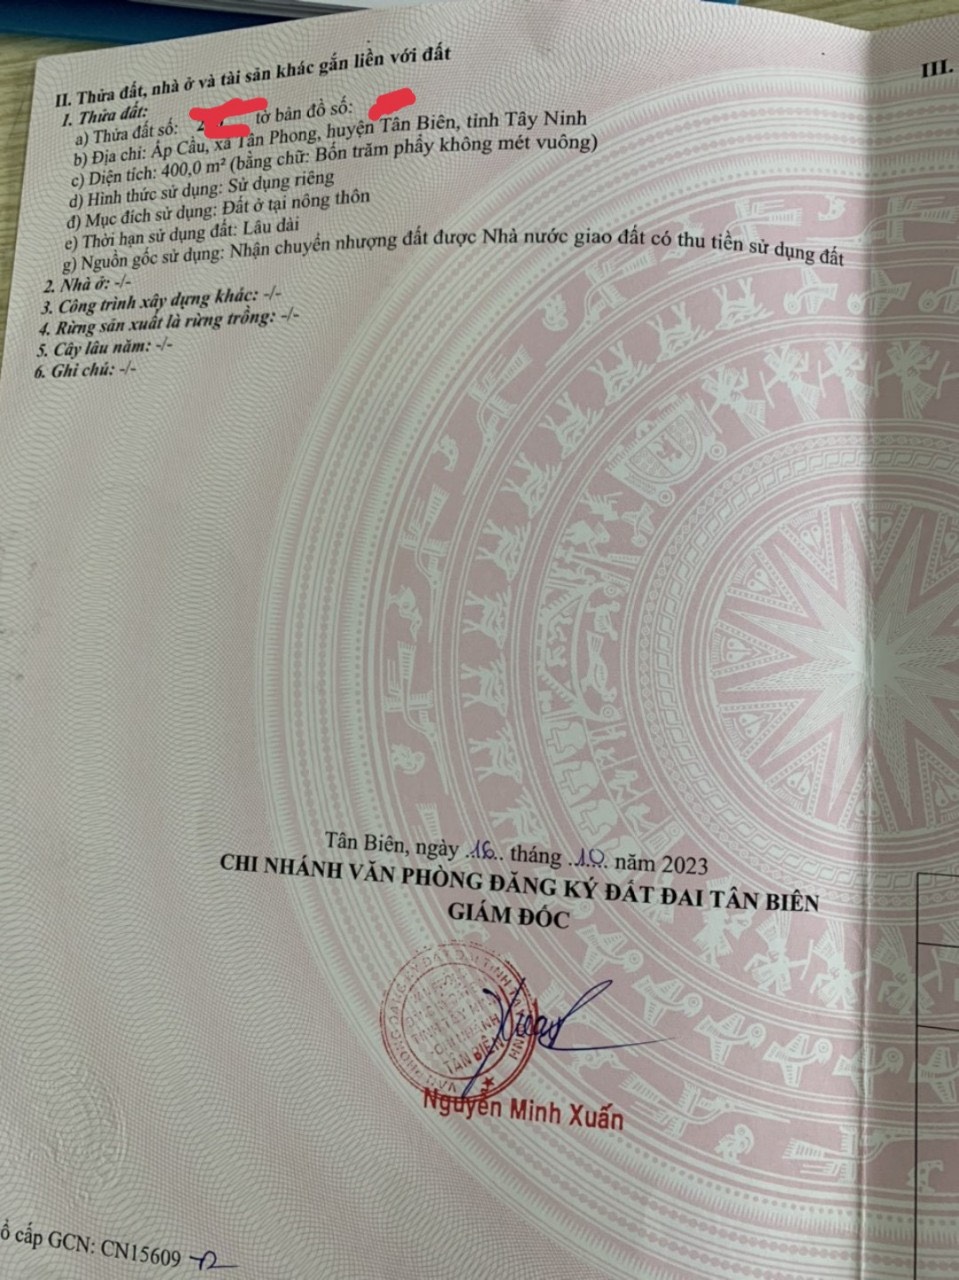 II. Thửa đất, nhà ở và tài sản khác gắn liền với đất
III.
1. Thửa đất:
a) Thửa đất số: tờ bản đồ số:
b) Địa chỉ: Ấp Cầu, xã Tân Phong, huyện Tân Biên, tỉnh Tây Ninh
c) Diện tích: 400,0 m² (bằng chữ: Bốn trăm phẩy không mét vuông)
d) Hình thức sử dụng: Sử dụng riêng
đ) Mục đích sử dụng: Đất ở tại nông thôn
e) Thời hạn sử dụng đất: Lâu dài
g) Nguồn gốc sử dụng: Nhận chuyển nhượng đất được Nhà nước giao đất có thu tiền sử dụng đất
2. Nhà ở: -/-
3. Công trình xây dựng khác: -/-
4. Rừng sản xuất là rừng trồng: -/-
5. Cây lâu năm: -/-
6. Ghi chú: -/-
Tân Biên, ngày 16 tháng 10 năm 2023
CHI NHÁNH VĂN PHÒNG ĐĂNG KÝ ĐẤT ĐAI TÂN BIÊN
GIÁM ĐỐC
CHI NHÁNH
TÂN BIÊN
Nguyễn Minh Xuấn
ổ cấp GCN: CN15609